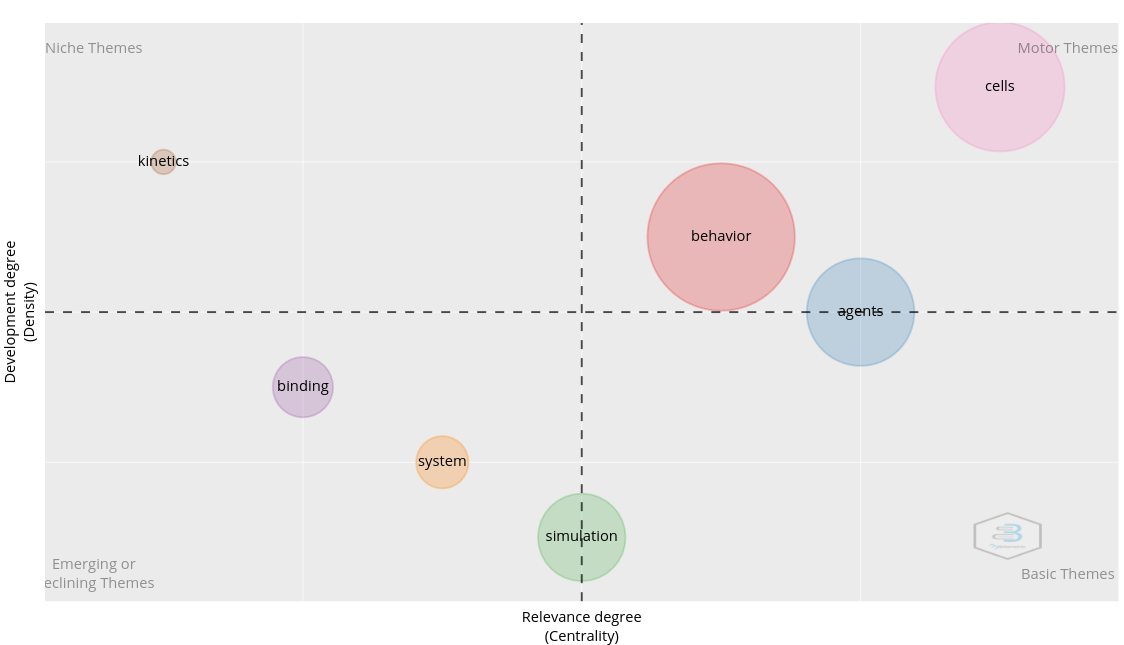 Niche Themes
Motor Themes
cells
kinetics
behavior
agents
Development degree
(Density)
binding
system
simulation
Emerging or
eclining Themes
Basic Themes
Relevance degree
(Centrality)